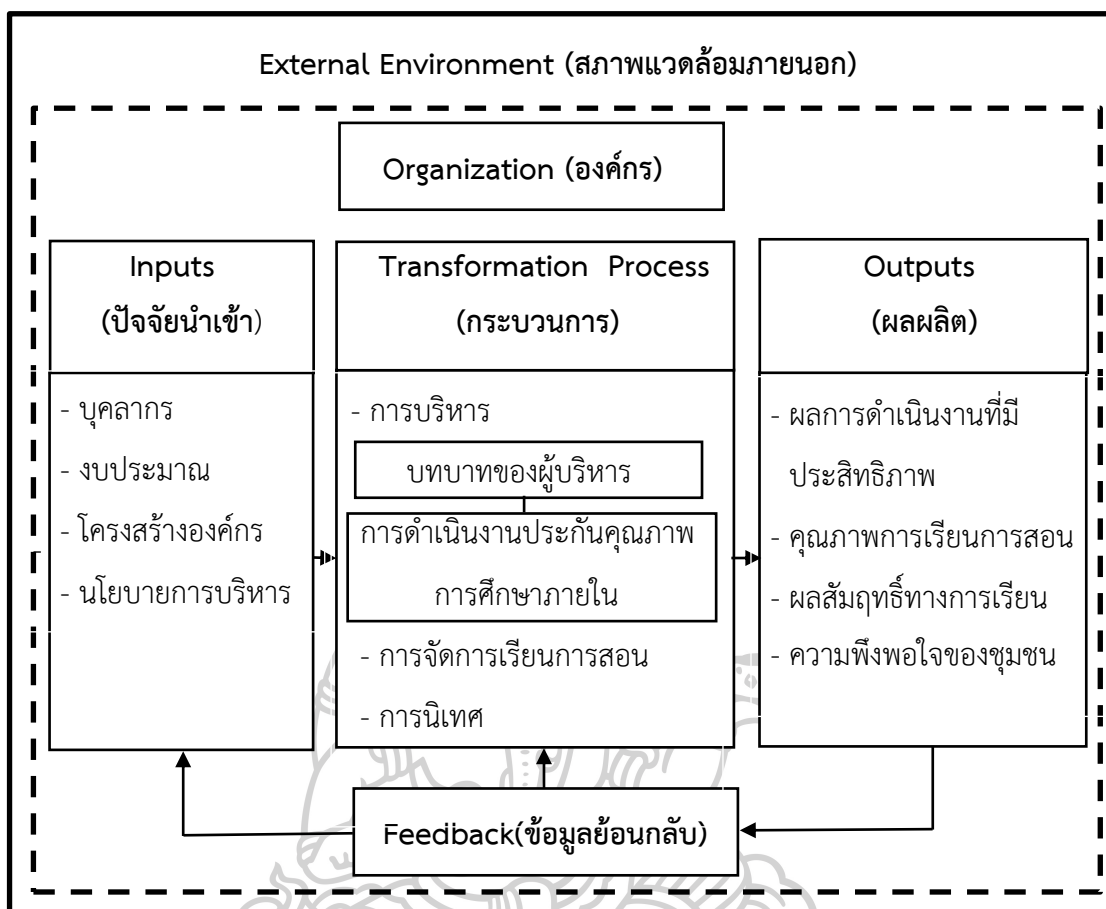 External Environment (สภาพแวดล้อมภายนอก)
Organization (องค์กร)
Inputs
(ปัจจัยนำเข้า)
- บุคลากร
- งบประมาณ
- โครงสร้างองค์กร
- นโยบายการบริหาร
Transformation Process
(กระบวนการ)
- การบริหาร
บทบาทของผู้บริหาร
การดำเนินงานประกันคุณภาพ
การศึกษาภายใน
- การจัดการเรียนการสอน
- การนิเทศ
Outputs
(ผลผลิต)
- ผลการดำเนินงานที่มี
ประสิทธิภาพ
- คุณภาพการเรียนการสอน
- ผลสัมฤทธิ์ทางการเรียน
- ความพึงพอใจของชุมชน
Feedback(ข้อมูลย้อนกลับ)